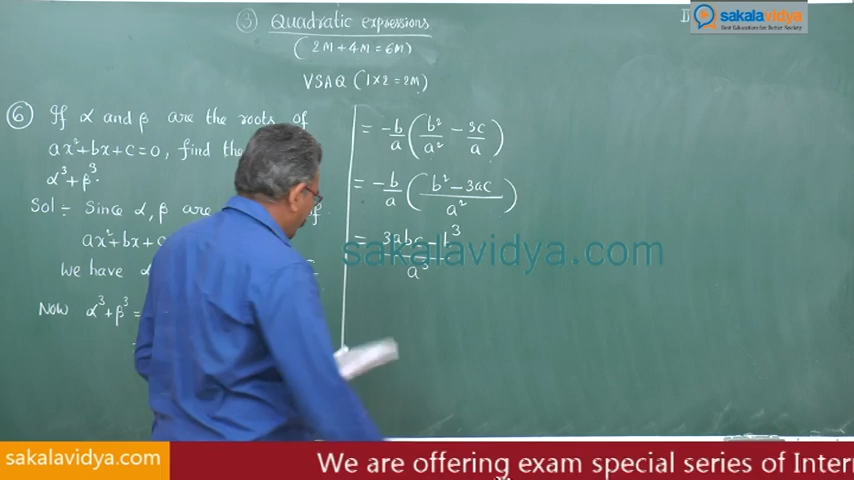 ③ Quadratic expressions
(2M+4M=6M)
VSAQ (1×2=2M)
⑥ If α and β are the roots of
ax²+bx+c=0, find the
α³+β³.
Sol:- Since α, β are of
ax²+bx+c
we have
Now α³+β³=
=
= -b/a (b²/a² - 3c/a)
= -b/a ((b²-3ac)/a²)
= (3abc - b³)/a³
sakalavidya
Best Education for Better Society
sakalavidya.com
sakalavidya.com
We are offering exam special series of Inter